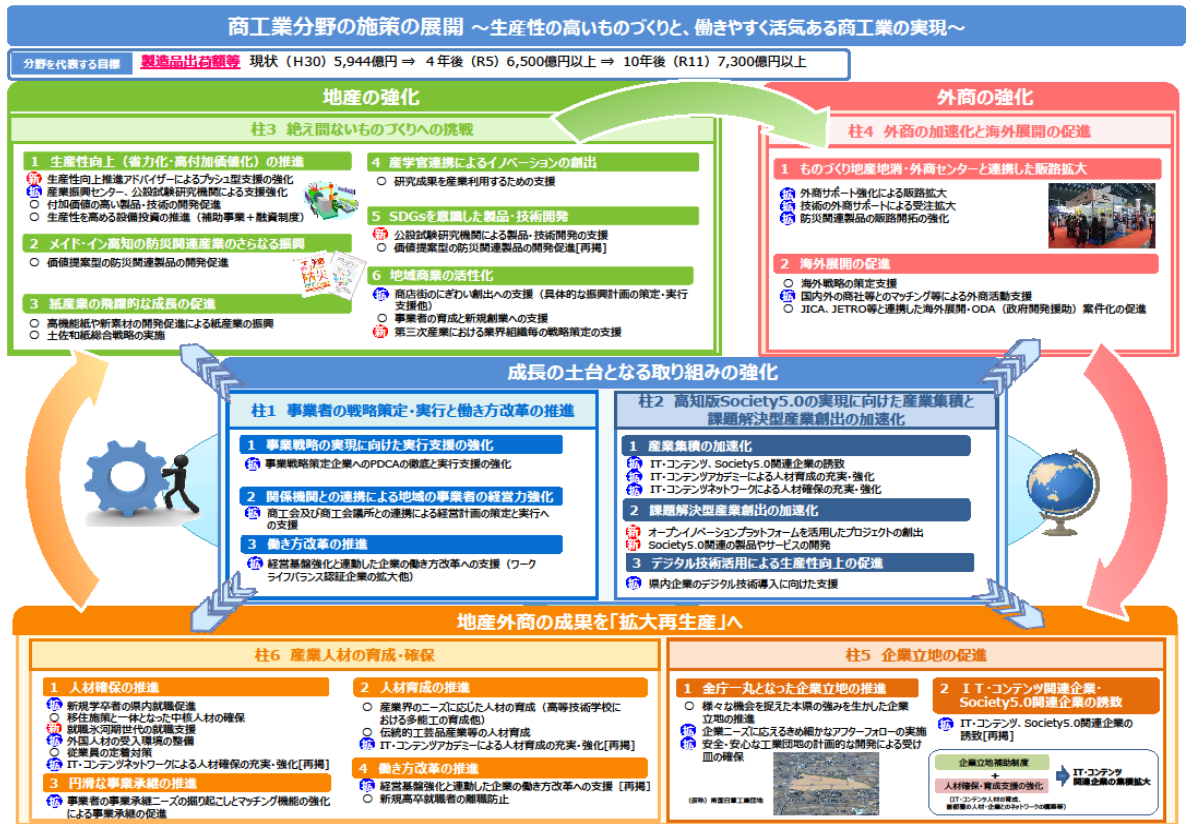 商工業分野の施策の展開 ～生産性の高いものづくりと、働きやすく活気ある商工業の実現～
分野を代表する目標 製造品出荷額等 現状（H30）5,944億円 ⇒ 4年後（R5）6,500億円以上 ⇒ 10年後（R11）7,300億円以上
地産の強化
柱3 絶え間ないものづくりへの挑戦
1 生産性向上（省力化・高付加価値化）の推進
新 生産性向上推進アドバイザーによるプッシュ型支援の強化
拡 産業振興センター、公設試験研究機関による支援強化
○ 付加価値の高い製品・技術の開発促進
○ 生産性を高める設備投資の推進（補助事業＋融資制度）
2 メイド・イン高知の防災関連産業のさらなる振興
○ 価値提案型の防災関連製品の開発促進
3 紙産業の飛躍的な成長の促進
○ 高機能紙や新素材の開発促進による紙産業の振興
○ 土佐和紙総合戦略の実施
4 産学官連携によるイノベーションの創出
○ 研究成果を産業利用するための支援
5 SDGsを意識した製品・技術開発
新 公設試験研究機関による製品・技術開発の支援
○ 価値提案型の防災関連製品の開発促進[再掲]
6 地域商業の活性化
拡 商店街のにぎわい創出への支援（具体的な振興計画の策定・実行
支援他）
○ 事業者の育成と新規創業への支援
新 第三次産業における業界組織毎の戦略策定の支援
外商の強化
柱4 外商の加速化と海外展開の促進
1 ものづくり地産地消・外商センターと連携した販路拡大
拡 外商サポート強化による販路拡大
拡 技術の外商サポートによる受注拡大
拡 防災関連製品の販路開拓の強化
2 海外展開の促進
○ 海外戦略の策定支援
拡 国内外の商社等とのマッチング等による外商活動支援
○ JICA、JETRO等と連携した海外展開・ODA（政府開発援助）案件化の促進
成長の土台となる取り組みの強化
柱1 事業者の戦略策定・実行と働き方改革の推進
1 事業戦略の実現に向けた実行支援の強化
拡 事業戦略策定企業へのPDCAの徹底と実行支援の強化
2 関係機関との連携による地域の事業者の経営力強化
拡 商工会及び商工会議所との連携による経営計画の策定と実行へ
の支援
3 働き方改革の推進
拡 経営基盤強化と連動した企業の働き方改革への支援（ワーク
ライフバランス認証企業の拡大他）
柱2 高知版Society5.0の実現に向けた産業集積と
課題解決型産業創出の加速化
1 産業集積の加速化
拡 IT・コンテンツ、Society5.0関連企業の誘致
拡 IT・コンテンツアカデミーによる人材育成の充実・強化
拡 IT・コンテンツネットワークによる人材確保の充実・強化
2 課題解決型産業創出の加速化
新 オープンイノベーションプラットフォームを活用したプロジェクトの創出
新 Society5.0関連の製品やサービスの開発
3 デジタル技術活用による生産性向上の促進
拡 県内企業のデジタル技術導入に向けた支援
地産外商の成果を「拡大再生産」へ
柱6 産業人材の育成・確保
1 人材確保の推進
拡 新規学卒者の県内就職促進
○ 移住施策と一体となった中核人材の確保
新 就職氷河期世代の就職支援
拡 外国人材の受入環境の整備
○ 従業員の定着対策
拡 IT・コンテンツネットワークによる人材確保の充実・強化[再掲]
3 円滑な事業承継の推進
拡 事業者の事業承継ニーズの掘り起こしとマッチング機能の強化
による事業承継の促進
2 人材育成の推進
○ 産業界のニーズに応じた人材の育成（高等技術学校に
おける多能工の育成他）
○ 伝統的工芸品産業等の人材育成
拡 IT・コンテンツアカデミーによる人材育成の充実・強化[再掲]
4 働き方改革の推進
拡 経営基盤強化と連動した企業の働き方改革への支援 [再掲]
○ 新規高卒就職者の離職防止
柱5 企業立地の促進
1 全庁一丸となった企業立地の推進
○ 様々な機会を捉えた本県の強みを生かした企業
立地の推進
拡 企業ニーズに応えるきめ細かなアフターフォローの実施
拡 安全・安心な工業団地の計画的な開発による受け
皿の確保
（仮称）南国日章工業団地
2 ＩＴ・コンテンツ関連企業・
Society5.0関連企業の誘致
拡 IT・コンテンツ、Society5.0関連企業の
誘致[再掲]
企業立地補助制度
＋
人材確保・育成支援の強化
（IT・コンテンツ人材の育成、
首都圏の人材・企業とのネットワークの構築等）
IT・コンテンツ
関連企業の集積拡大